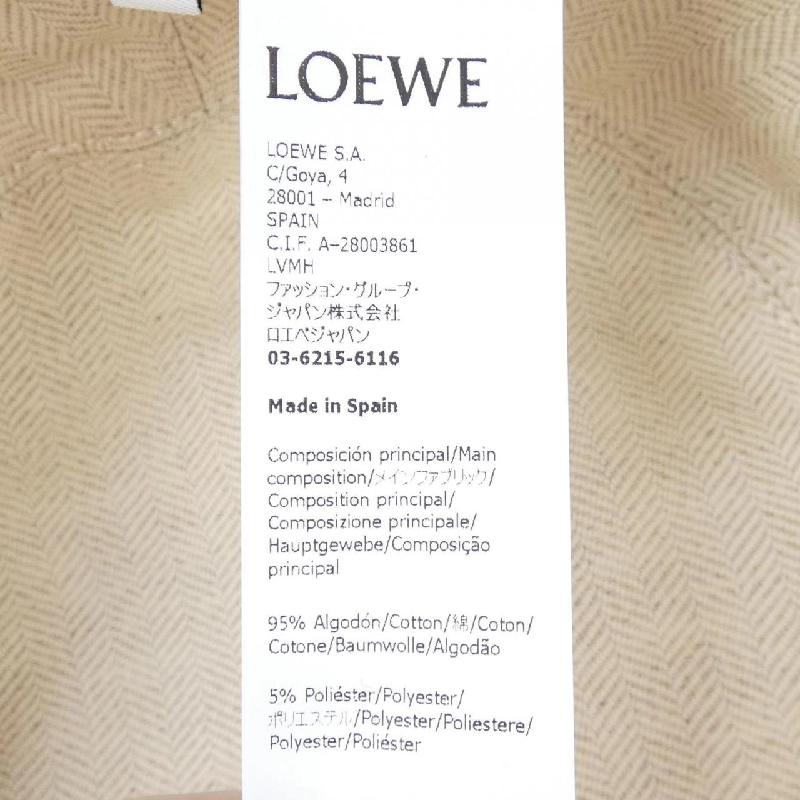 LOEWE
LOEWE S.A.
C/Goya, 4
28001 – Madrid
SPAIN
C.I.F. A-28003861
LVMH
ファッション・グループ・
ジャパン株式会社
ロエベジャパン
03-6215-6116
Made in Spain
Composición principal/Main
composition/メインファブリック/
Composition principal/
Composizione principale/
Hauptgewebe/Composição
principal
95% Algodón/Cotton/綿/Coton/
Cotone/Baumwolle/Algodão
5% Poliéster/Polyester/
ポリエステル/Polyester/Poliestere/
Polyester/Poliéster